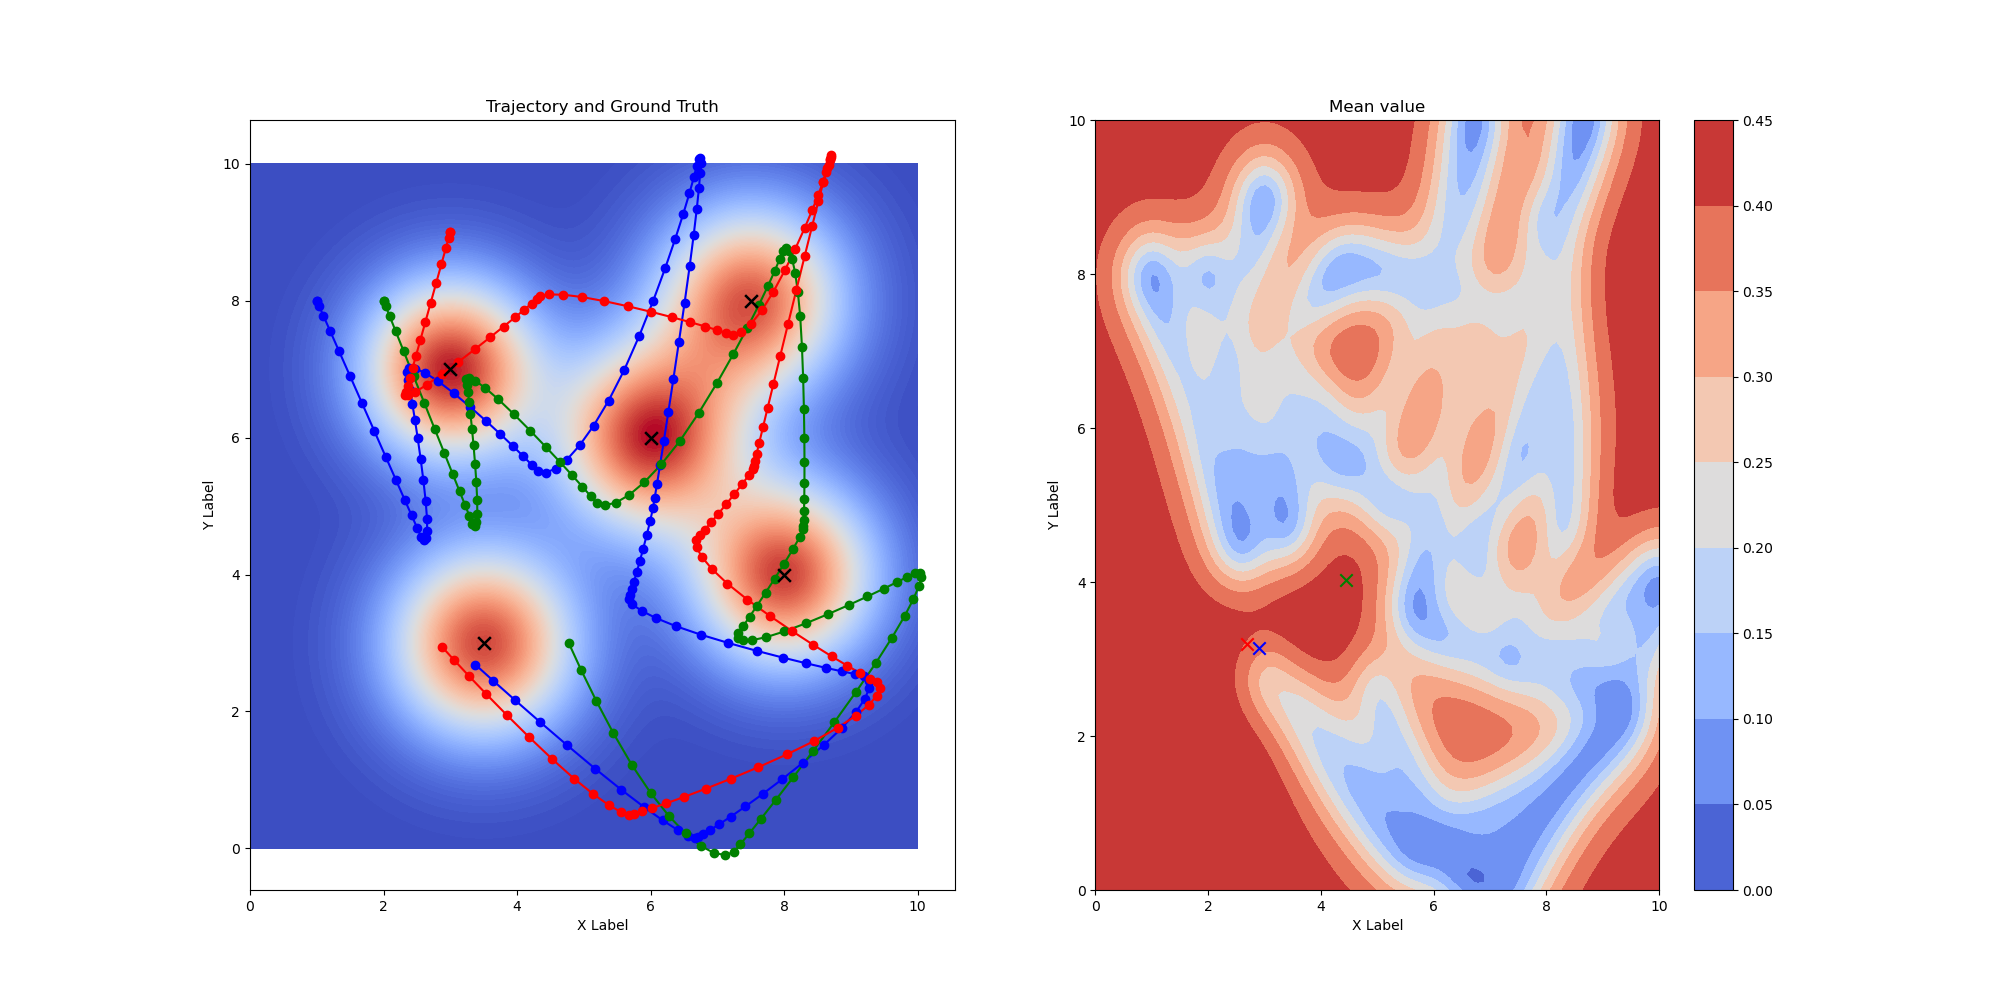 Trajectory and Ground Truth
10
8
6
4
2
0
Y Label
0 2 4 6 8 10
X Label
Mean value
10
8
6
4
2
0
Y Label
0 2 4 6 8 10
X Label
0.45
0.40
0.35
0.30
0.25
0.20
0.15
0.10
0.05
0.00